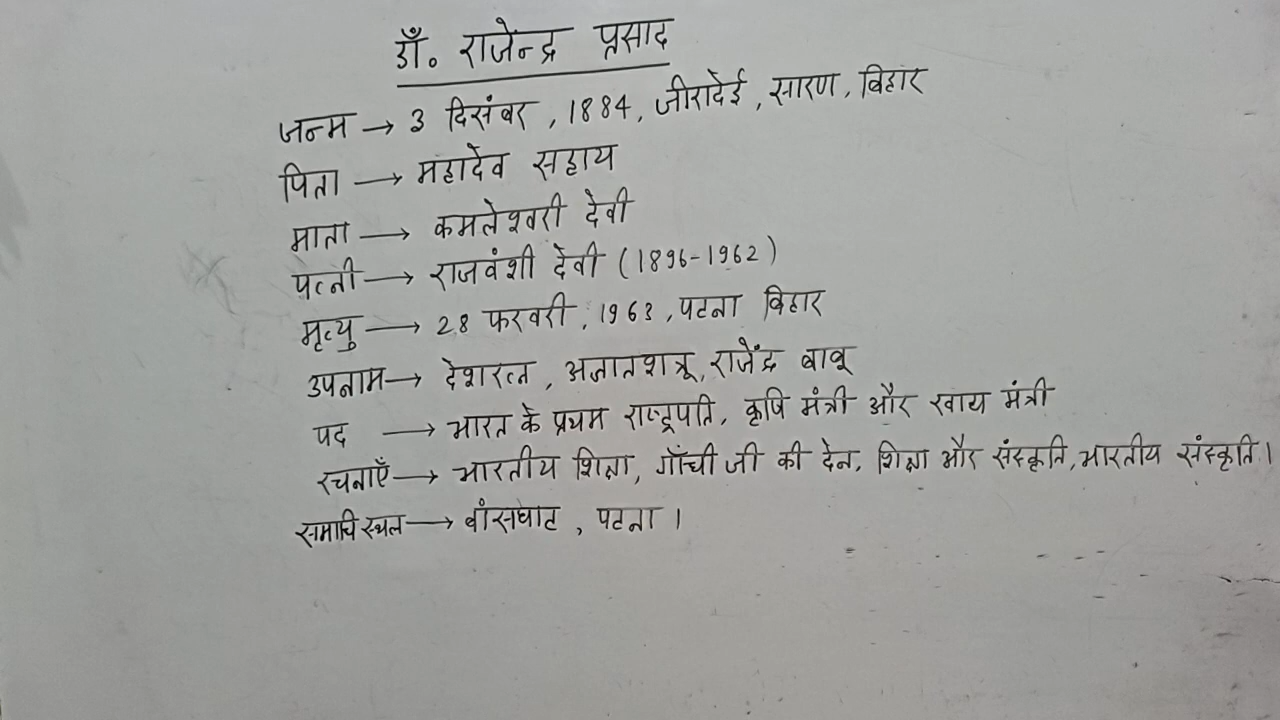 डॉ॰ राजेन्द्र प्रसाद
जन्म → 3 दिसंबर , 1884, जीरादेई , सारण, बिहार
पिता → महादेव सहाय
माता → कमलेश्वरी देवी
पत्नी → राजवंशी देवी (1896-1962)
मृत्यु → 28 फरवरी , 1963 , पटना बिहार
उपनाम → देशरत्न , अजातशत्रू, राजेंद्र बाबू
पद → भारत के प्रथम राष्ट्रपति, कृषि मंत्री और खाद्य मंत्री
रचनाएँ → भारतीय शिक्षा, गाँधी जी की देन, शिक्षा और संस्कृति, भारतीय संस्कृति।
समाधि स्थल → बांसघाट , पटना।